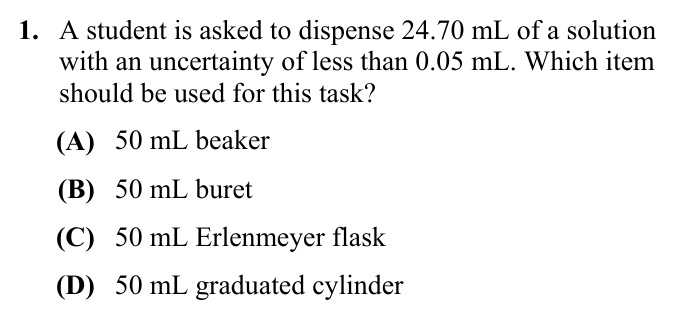 1. A student is asked to dispense 24.70 mL of a solution
with an uncertainty of less than 0.05 mL. Which item
should be used for this task?
(A) 50 mL beaker
(B) 50 mL buret
(C) 50 mL Erlenmeyer flask
(D) 50 mL graduated cylinder